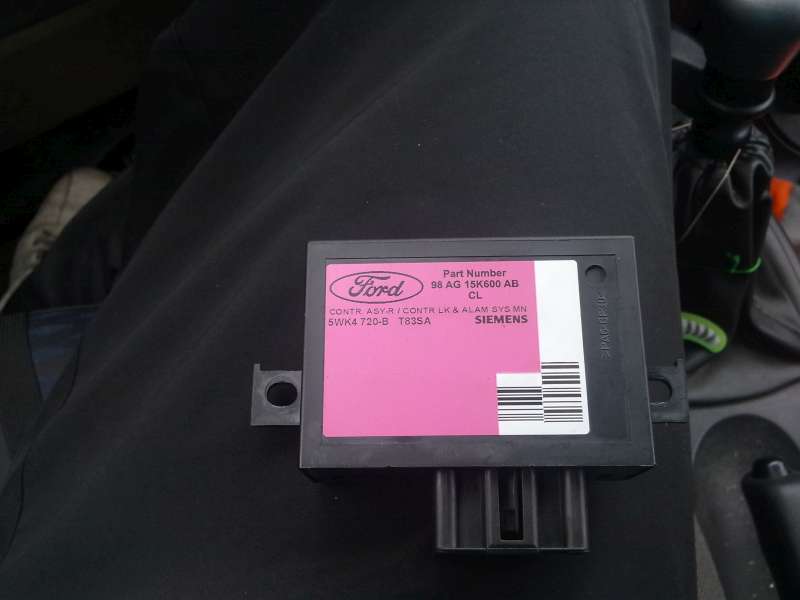 Ford
Part Number
98 AG 15K600 AB
CL
CONTR ASY-R / CONTR LK & ALAM SYS MN
5WK4 720-B T83SA SIEMENS